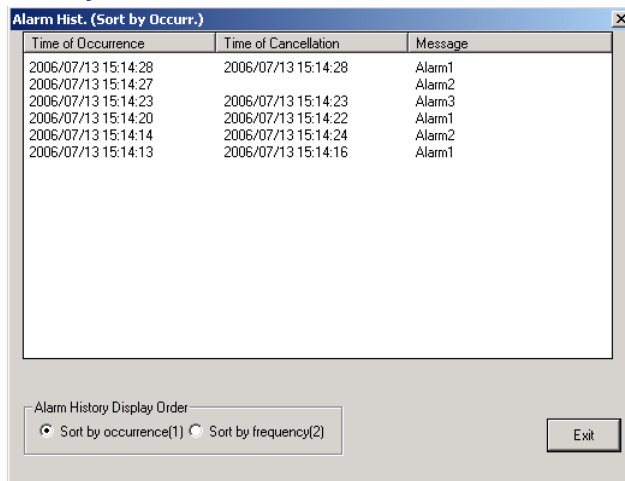 Alarm Hist. (Sort by Occurr.)
Time of Occurrence Time of Cancellation Message
2006/07/13 15:14:28 2006/07/13 15:14:28 Alarm1
2006/07/13 15:14:27 Alarm2
2006/07/13 15:14:23 2006/07/13 15:14:23 Alarm3
2006/07/13 15:14:20 2006/07/13 15:14:22 Alarm1
2006/07/13 15:14:14 2006/07/13 15:14:24 Alarm2
2006/07/13 15:14:13 2006/07/13 15:14:16 Alarm1
Alarm History Display Order
Sort by occurrence(1) Sort by frequency(2)
Exit